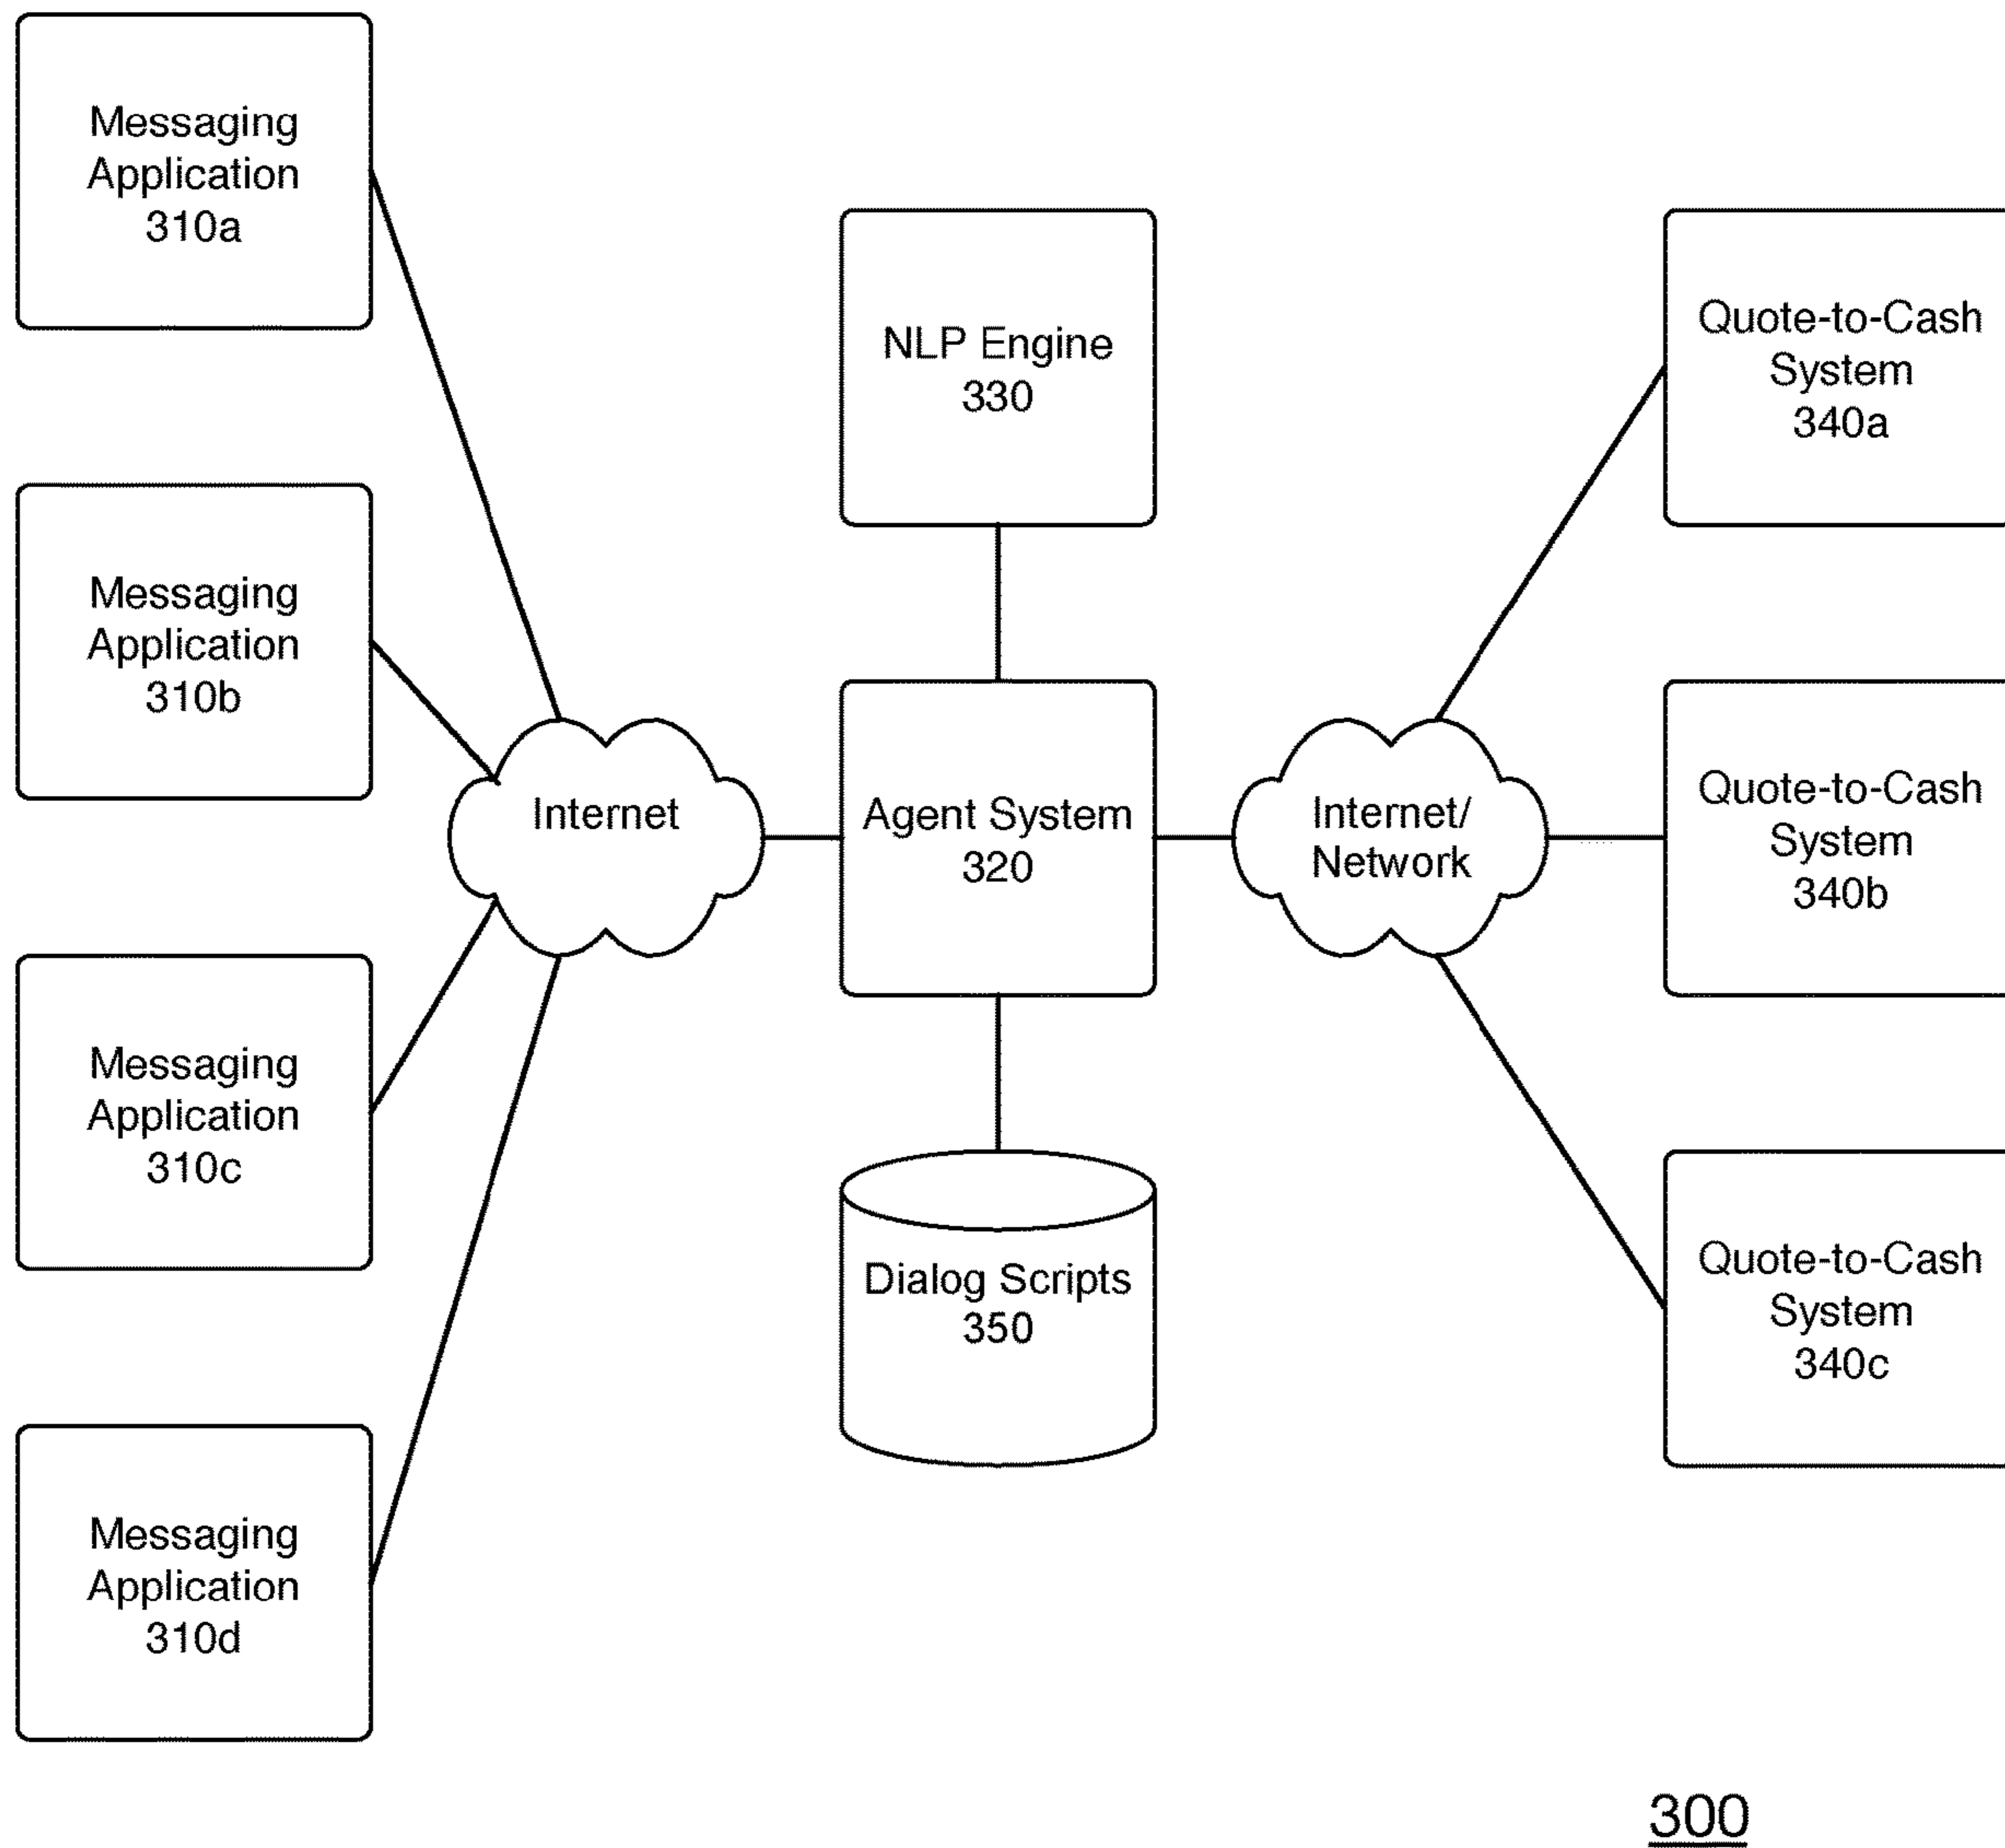 Messaging
Application
310a
Messaging
Application
310b
Messaging
Application
310c
Messaging
Application
310d
Internet
NLP Engine
330
Agent System
320
Dialog Scripts
350
Internet/
Network
Quote-to-Cash
System
340a
Quote-to-Cash
System
340b
Quote-to-Cash
System
340c
300